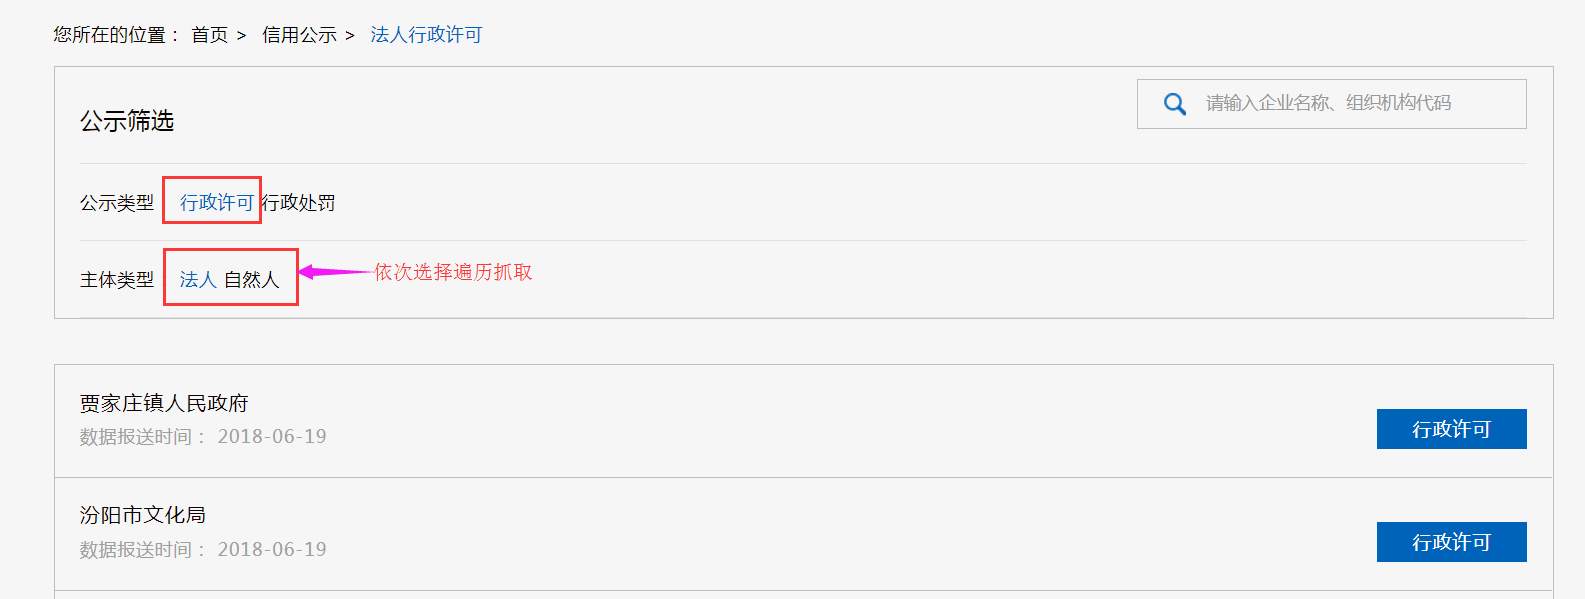 您所在的位置： 首页 > 信用公示 > 法人行政许可
公示筛选
请输入企业名称、组织机构代码
公示类型 行政许可 行政处罚
主体类型 法人 自然人
依次选择遍历抓取
贾家庄镇人民政府
数据报送时间： 2018-06-19
行政许可
汾阳市文化局
数据报送时间： 2018-06-19
行政许可